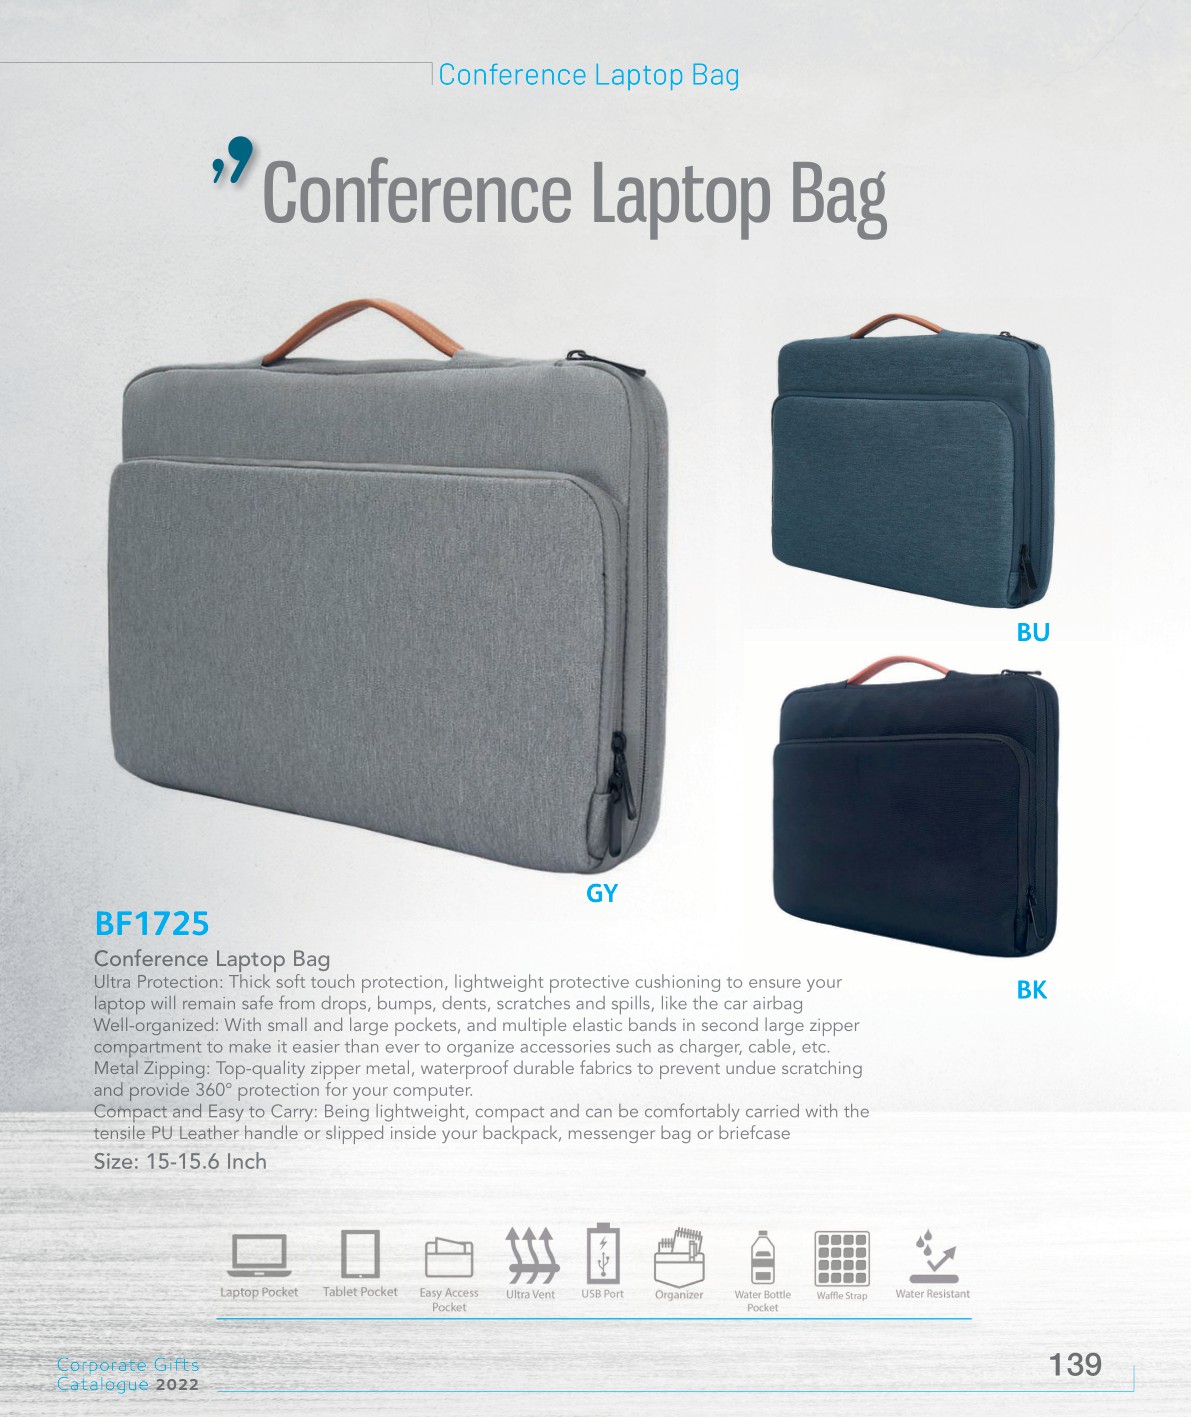 Conference Laptop Bag
Conference Laptop Bag
BU
GY
BK
BF1725
Conference Laptop Bag
Ultra Protection: Thick soft touch protection, lightweight protective cushioning to ensure your
laptop will remain safe from drops, bumps, dents, scratches and spills, like the car airbag
Well-organized: With small and large pockets, and multiple elastic bands in second large zipper
compartment to make it easier than ever to organize accessories such as charger, cable, etc.
Metal Zipping: Top-quality zipper metal, waterproof durable fabrics to prevent undue scratching
and provide 360° protection for your computer.
Compact and Easy to Carry: Being lightweight, compact and can be comfortably carried with the
tensile PU Leather handle or slipped inside your backpack, messenger bag or briefcase
Size: 15-15.6 Inch
Laptop Pocket
Tablet Pocket
Easy Access
Pocket
Ultra Vent
USB Port
Organizer
Water Bottle
Pocket
Waffle Strap
Water Resistant
Corporate Gifts
Catalogue 2022
139